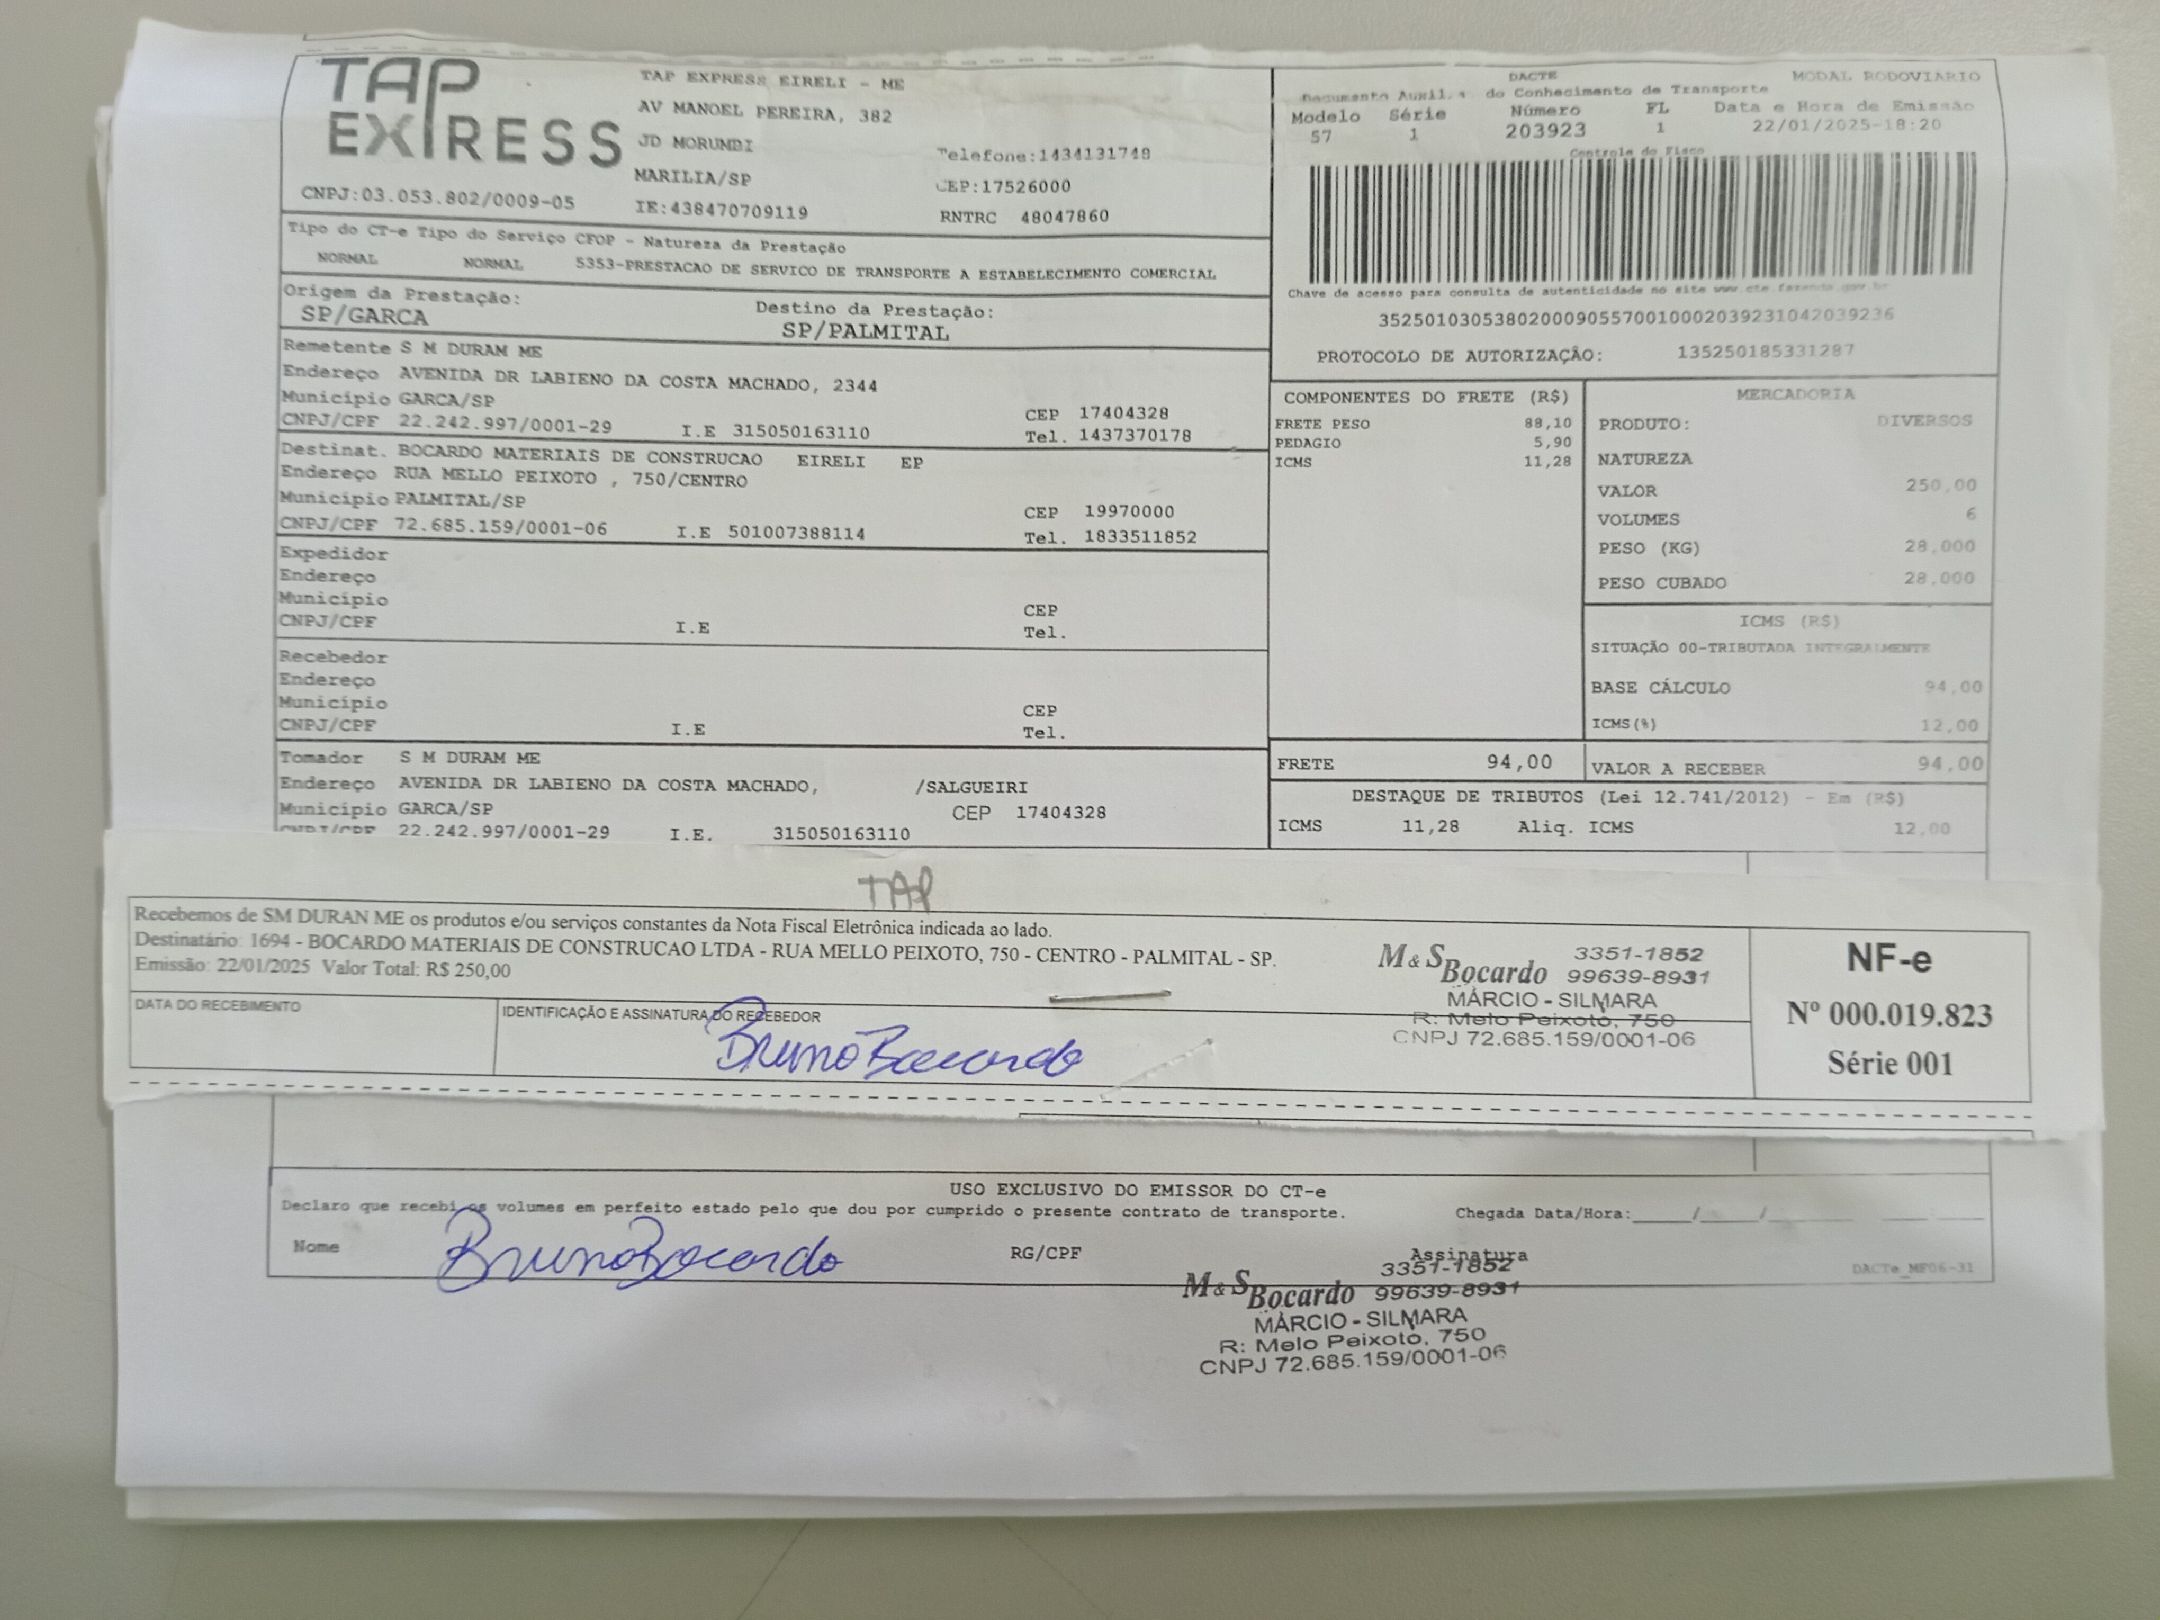 TAP EXPRESS
TAP EXPRESS EIRELI - ME
AV MANOEL PEREIRA, 382
JD MORUMBI
MARILIA/SP
Telefone:1434131748
CEP:17526000
CNPJ:03.053.802/0009-05
IE:438470709119
RNTRC 48047860
DACTE
MODAL RODOVIARIO
do Conhecimento de Transporte
Modelo Série Número FL Data e Hora de Emissão
57 1 203923 1 22/01/2025-18:20
Controle do Fisco
Chave de acesso para consulta de autenticidade no site www.cte.fazenda.gov.br
35250103053802000905570010002039231042039236
PROTOCOLO DE AUTORIZAÇÃO: 135250185331287
Tipo do CT-e Tipo do Serviço CFOP - Natureza da Prestação
NORMAL NORMAL 5353-PRESTACAO DE SERVICO DE TRANSPORTE A ESTABELECIMENTO COMERCIAL
Origem da Prestação: Destino da Prestação:
SP/GARCA SP/PALMITAL
Remetente S M DURAM ME
Endereço AVENIDA DR LABIENO DA COSTA MACHADO, 2344
Município GARCA/SP CEP 17404328
CNPJ/CPF 22.242.997/0001-29 I.E 315050163110 Tel. 1437370178
Destinat. BOCARDO MATERIAIS DE CONSTRUCAO EIRELI EP
Endereço RUA MELLO PEIXOTO , 750/CENTRO
Município PALMITAL/SP CEP 19970000
CNPJ/CPF 72.685.159/0001-06 I.E 501007388114 Tel. 1833511852
Expedidor
Endereço
Município CEP
CNPJ/CPF I.E Tel.
Recebedor
Endereço
Município CEP
CNPJ/CPF I.E Tel.
Tomador S M DURAM ME
Endereço AVENIDA DR LABIENO DA COSTA MACHADO, /SALGUEIRI
Município GARCA/SP CEP 17404328
CNPJ/CPF 22.242.997/0001-29 I.E. 315050163110
COMPONENTES DO FRETE (R$)
FRETE PESO 88,10
PEDAGIO 5,90
ICMS 11,28
MERCADORIA
PRODUTO: DIVERSOS
NATUREZA
VALOR 250,00
VOLUMES 6
PESO (KG) 28,000
PESO CUBADO 28,000
ICMS (R$)
SITUAÇÃO 00-TRIBUTADA INTEGRALMENTE
BASE CÁLCULO 94,00
ICMS(%) 12,00
FRETE 94,00 VALOR A RECEBER 94,00
DESTAQUE DE TRIBUTOS (Lei 12.741/2012) - Em (R$)
ICMS 11,28 Aliq. ICMS 12,00
TAP
Recebemos de SM DURAN ME os produtos e/ou serviços constantes da Nota Fiscal Eletrônica indicada ao lado.
Destinatário: 1694 - BOCARDO MATERIAIS DE CONSTRUCAO LTDA - RUA MELLO PEIXOTO, 750 - CENTRO - PALMITAL - SP.
Emissão: 22/01/2025 Valor Total: R$ 250,00
DATA DO RECEBIMENTO
IDENTIFICAÇÃO E ASSINATURA DO RECEBEDOR
Bruno Bocardo
M & S Bocardo 3351-1852
99639-8931
MÁRCIO - SILMARA
R: Melo Peixoto, 750
CNPJ 72.685.159/0001-06
NF-e
Nº 000.019.823
Série 001
USO EXCLUSIVO DO EMISSOR DO CT-e
Declaro que recebi os volumes em perfeito estado pelo que dou por cumprido o presente contrato de transporte. Chegada Data/Hora:_____/____/________
Nome Bruno Bocardo RG/CPF Assinatura
DACTe_MF06-31
M & S Bocardo 3351-1852
99639-8931
MÁRCIO - SILMARA
R: Melo Peixoto, 750
CNPJ 72.685.159/0001-06